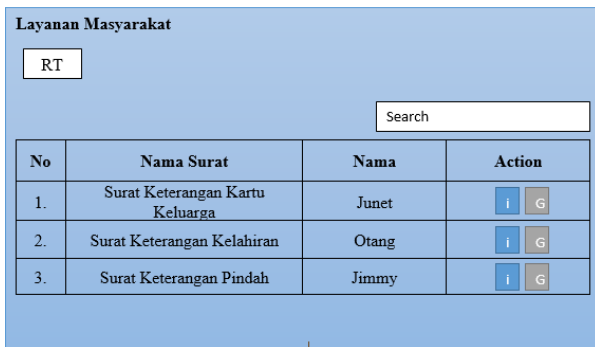 Layanan Masyarakat
RT
Search
No Nama Surat Nama Action
1. Surat Keterangan Kartu Keluarga Junet i G
2. Surat Keterangan Kelahiran Otang i G
3. Surat Keterangan Pindah Jimmy i G